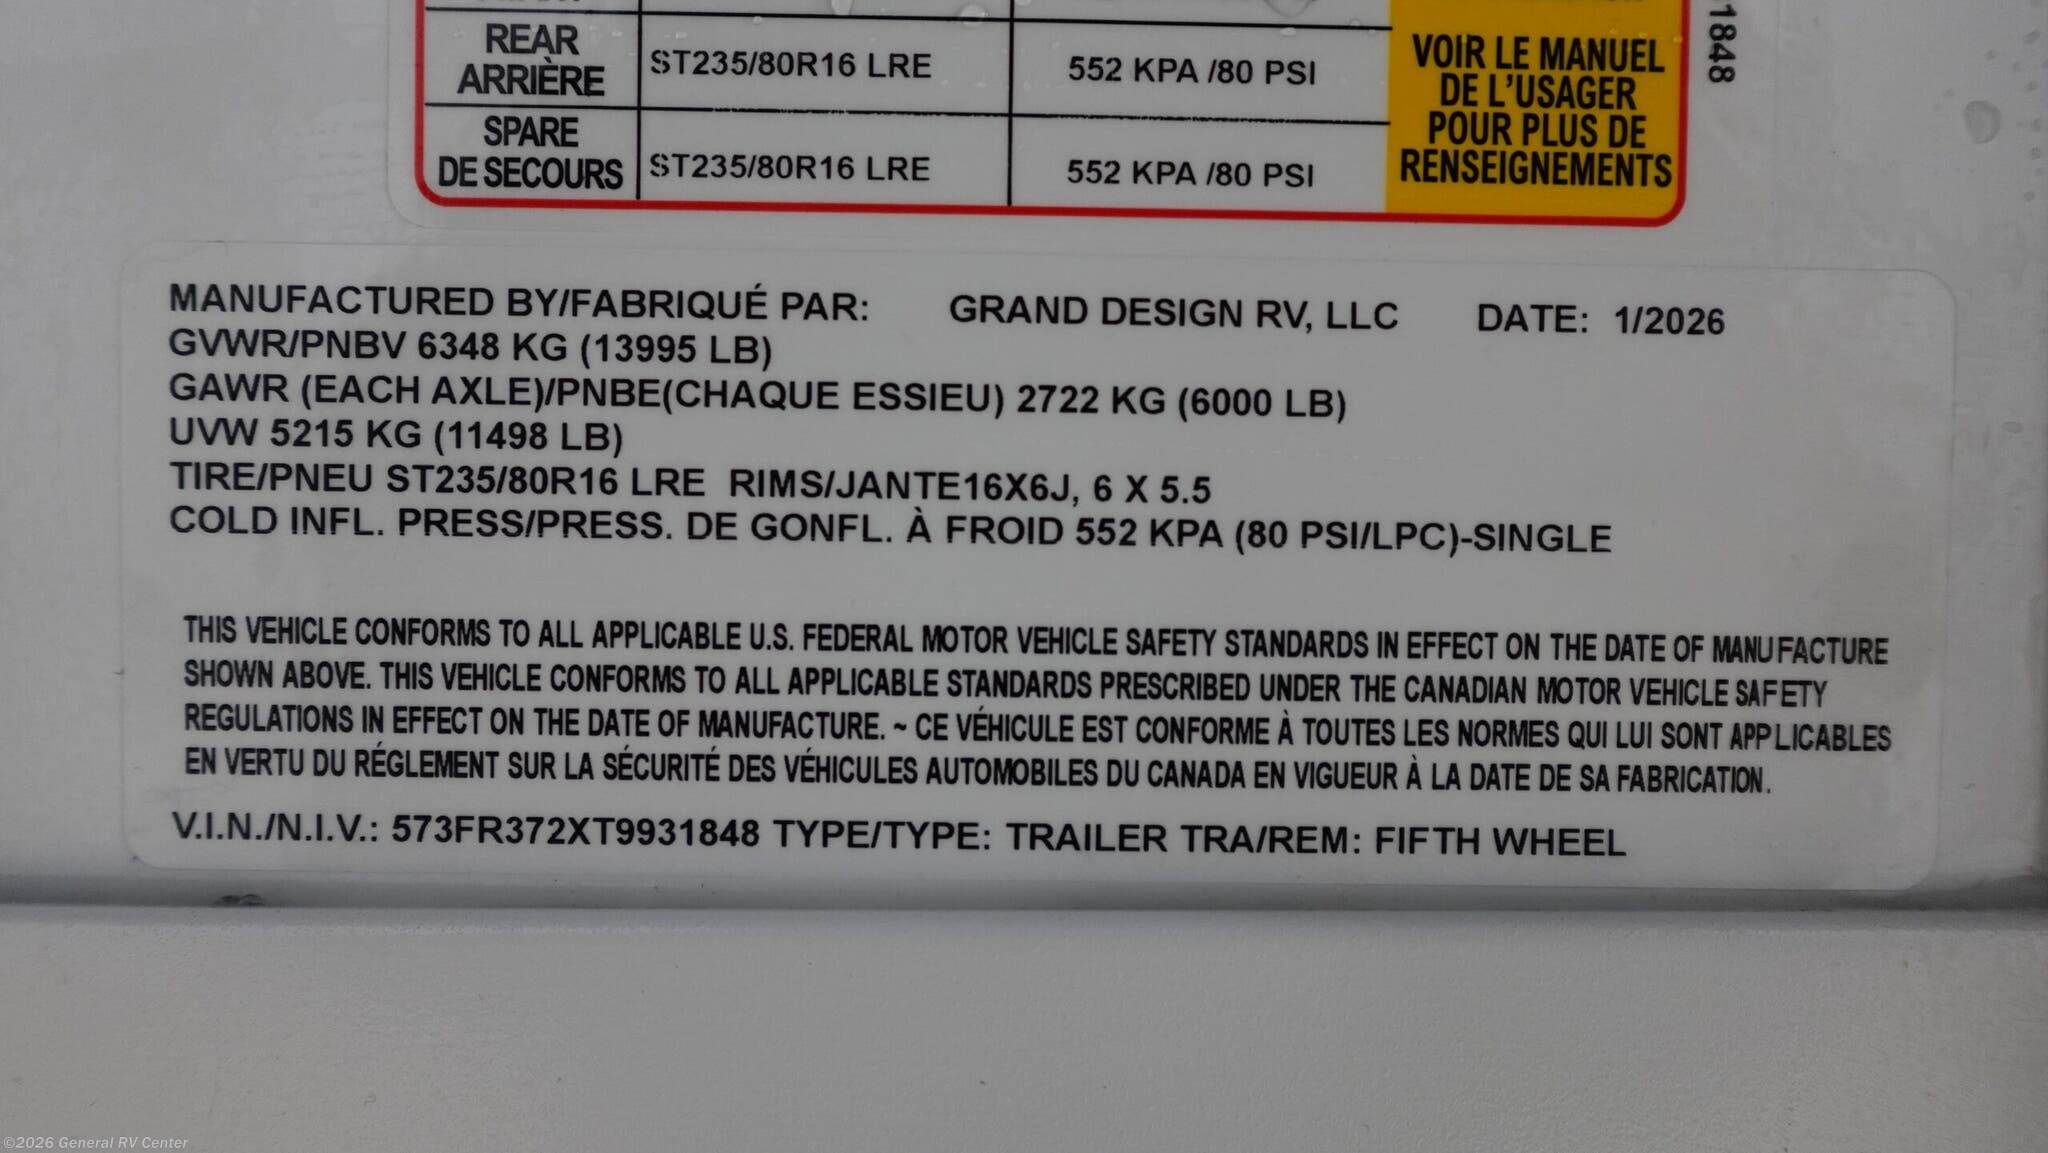 REAR
ARRIÈRE
ST235/80R16 LRE
552 KPA /80 PSI
SPARE
DE SECOURS
ST235/80R16 LRE
552 KPA /80 PSI
VOIR LE MANUEL
DE L'USAGER
POUR PLUS DE
RENSEIGNEMENTS
1848
MANUFACTURED BY/FABRIQUÉ PAR: GRAND DESIGN RV, LLC DATE: 1/2026
GVWR/PNBV 6348 KG (13995 LB)
GAWR (EACH AXLE)/PNBE(CHAQUE ESSIEU) 2722 KG (6000 LB)
UVW 5215 KG (11498 LB)
TIRE/PNEU ST235/80R16 LRE RIMS/JANTE16X6J, 6 X 5.5
COLD INFL. PRESS/PRESS. DE GONFL. À FROID 552 KPA (80 PSI/LPC)-SINGLE
THIS VEHICLE CONFORMS TO ALL APPLICABLE U.S. FEDERAL MOTOR VEHICLE SAFETY STANDARDS IN EFFECT ON THE DATE OF MANUFACTURE
SHOWN ABOVE. THIS VEHICLE CONFORMS TO ALL APPLICABLE STANDARDS PRESCRIBED UNDER THE CANADIAN MOTOR VEHICLE SAFETY
REGULATIONS IN EFFECT ON THE DATE OF MANUFACTURE. ~ CE VÉHICULE EST CONFORME À TOUTES LES NORMES QUI LUI SONT APPLICABLES
EN VERTU DU RÉGLEMENT SUR LA SÉCURITÉ DES VÉHICULES AUTOMOBILES DU CANADA EN VIGUEUR À LA DATE DE SA FABRICATION.
V.I.N./N.I.V.: 573FR372XT9931848 TYPE/TYPE: TRAILER TRA/REM: FIFTH WHEEL
©2026 General RV Center